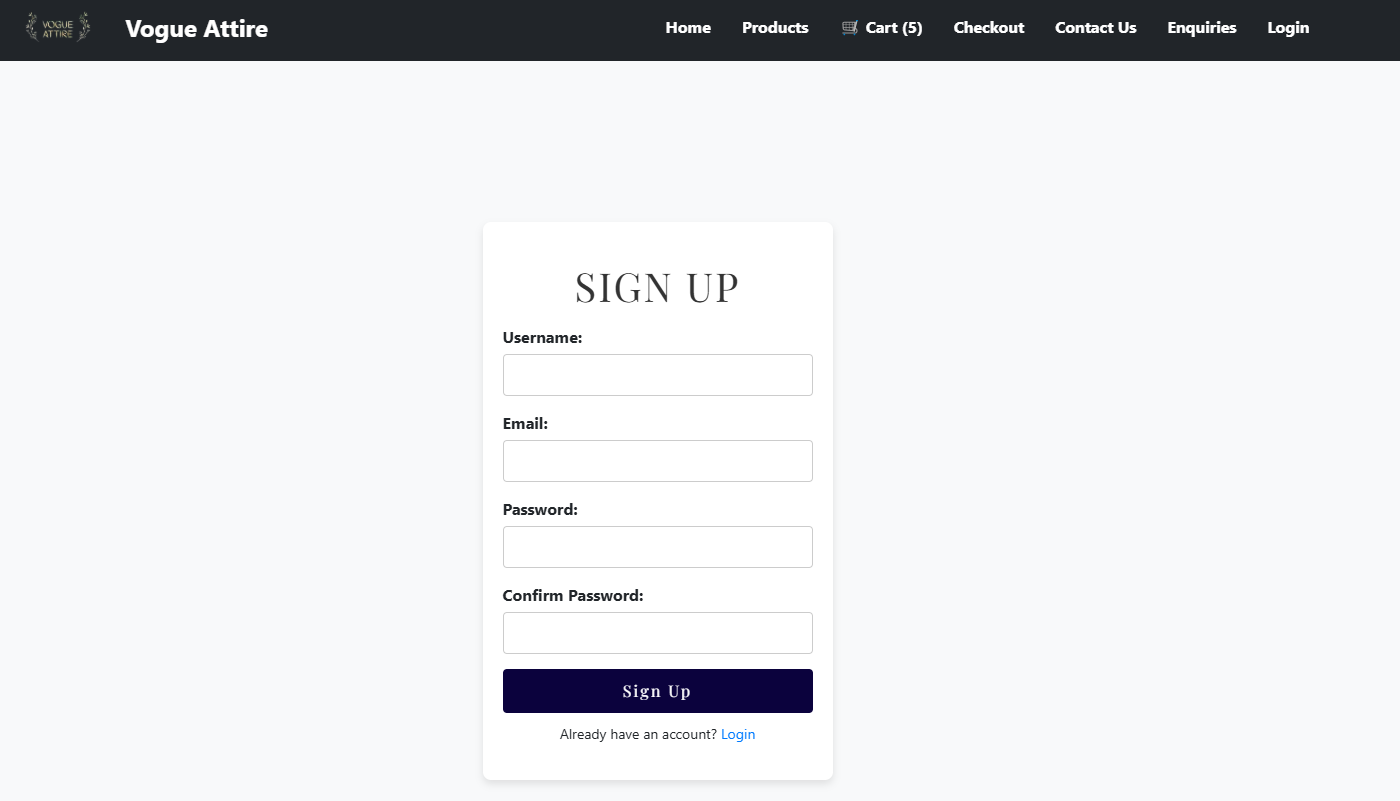 VOGUE
ATTIRE
Vogue Attire
Home
Products
🛒 Cart (5)
Checkout
Contact Us
Enquiries
Login
SIGN UP
Username:
Email:
Password:
Confirm Password:
Sign Up
Already have an account? Login